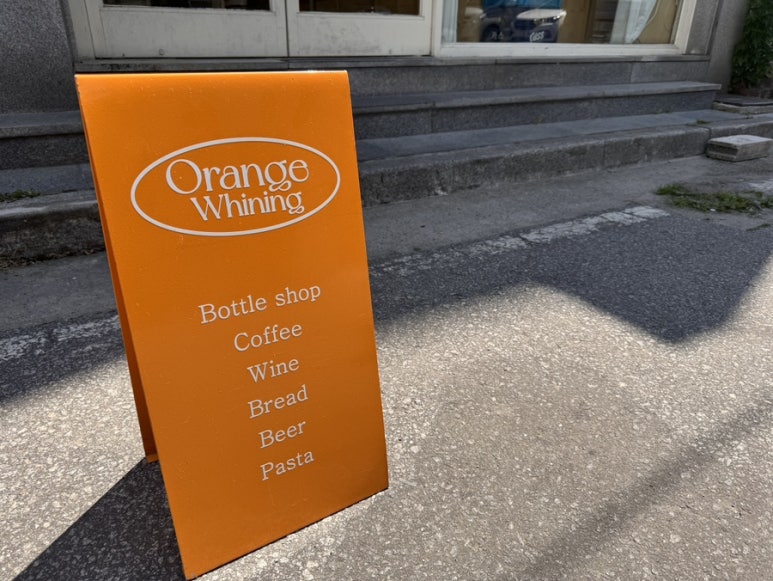 Orange
Whining
Bottle shop
Coffee
Wine
Bread
Beer
Pasta